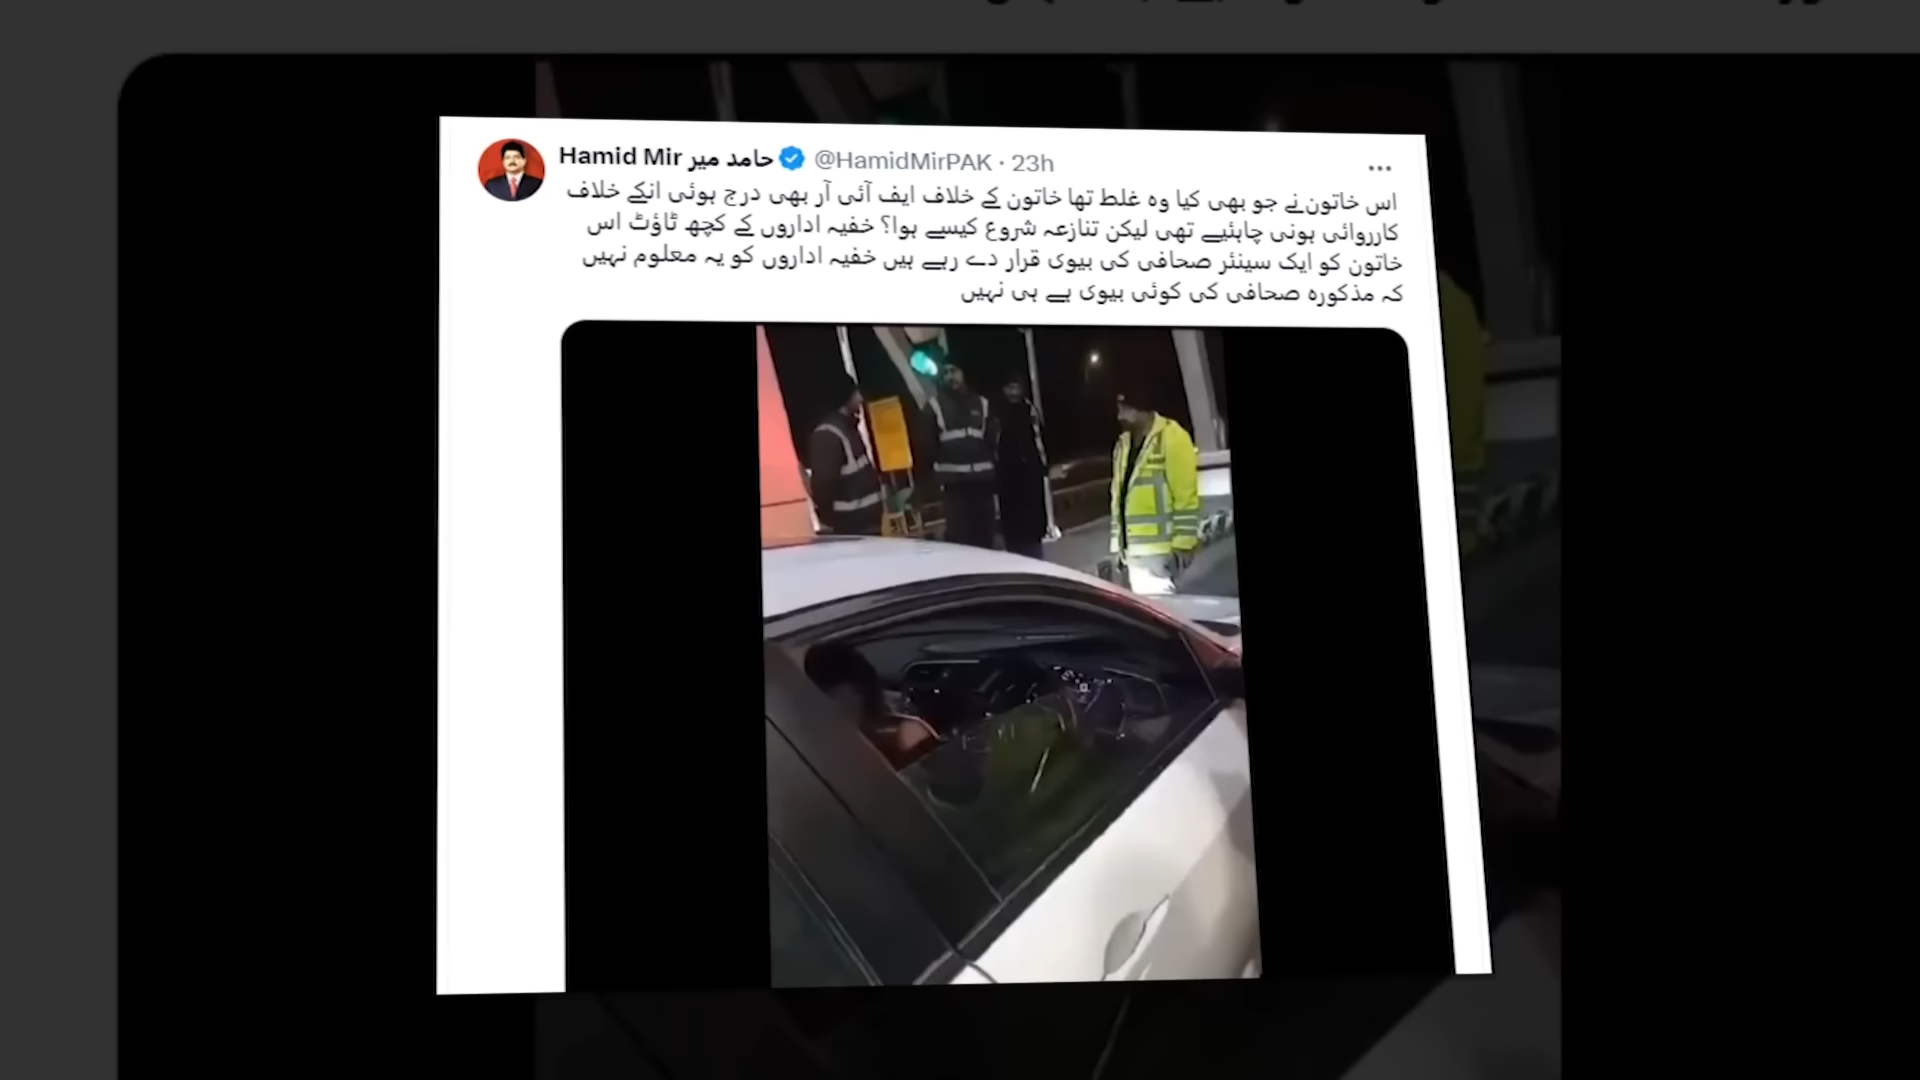 Hamid Mir حامد میر @HamidMirPAK · 23h
اس خاتون نے جو بھی کیا وہ غلط تھا خاتون کے خلاف ایف آئی آر بھی درج ہوئی انکے خلاف
کارروائی ہونی چاہئیے تھی لیکن تنازعہ شروع کیسے ہوا؟ خفیہ اداروں کے کچھ ٹاؤٹ اس
خاتون کو ایک سینئر صحافی کی بیوی قرار دے رہے ہیں خفیہ اداروں کو یہ معلوم نہیں
کہ مذکورہ صحافی کی کوئی بیوی ہے ہی نہیں